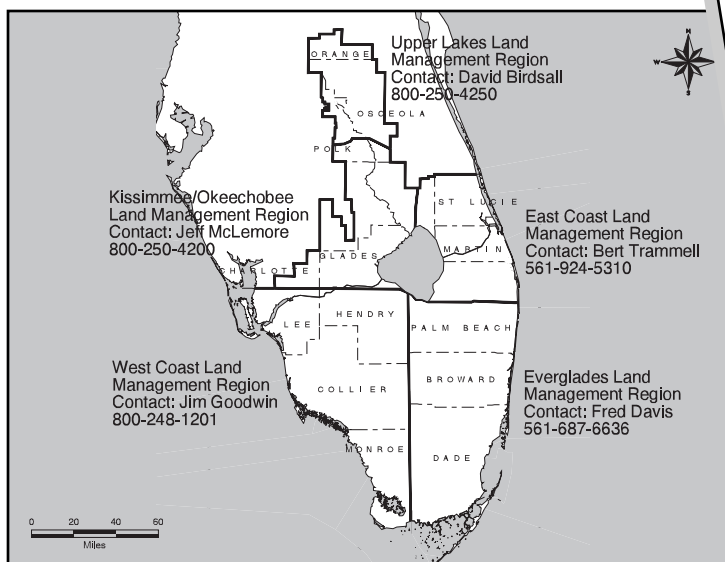 ORANGE
Upper Lakes Land
Management Region
Contact: David Birdsall
800-250-4250
N
W E
S
OSCEOLA
POLK
Kissimmee/Okeechobee
Land Management Region
Contact: Jeff McLemore
800-250-4200
ST LUCIE
East Coast Land
Management Region
Contact: Bert Trammell
561-924-5310
MARTIN
GLADES
CHARLOTTE
HENDRY
LEE
PALM BEACH
West Coast Land
Management Region
Contact: Jim Goodwin
800-248-1201
COLLIER
BROWARD
Everglades Land
Management Region
Contact: Fred Davis
561-687-6636
MONROE
DADE
0 20 40 60
Miles